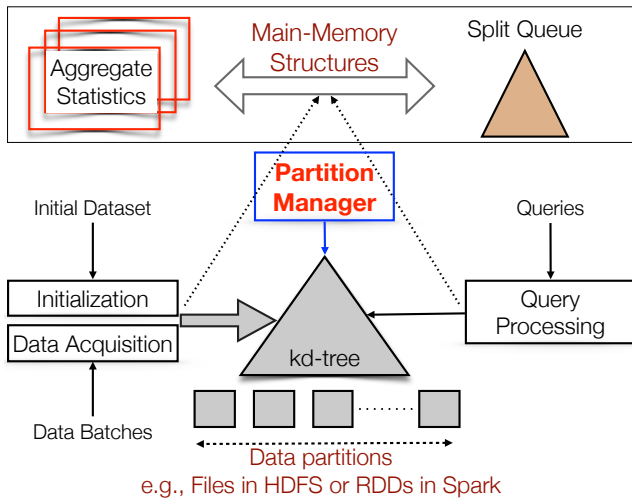 Main-Memory
Structures
Split Queue
Aggregate
Statistics
Partition
Manager
Initial Dataset
Queries
Initialization
Data Acquisition
Query
Processing
kd-tree
Data Batches
Data partitions
e.g., Files in HDFS or RDDs in Spark